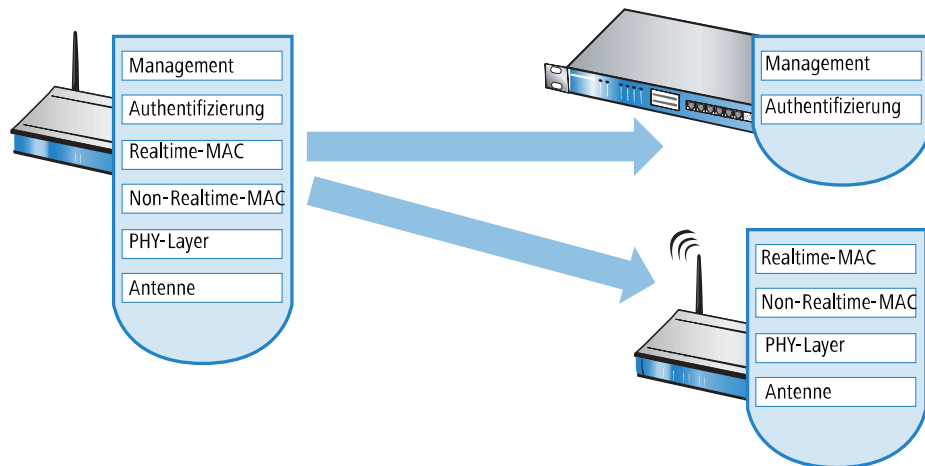 Management
Authentifizierung
Realtime-MAC
Non-Realtime-MAC
PHY-Layer
Antenne
Management
Authentifizierung
Realtime-MAC
Non-Realtime-MAC
PHY-Layer
Antenne